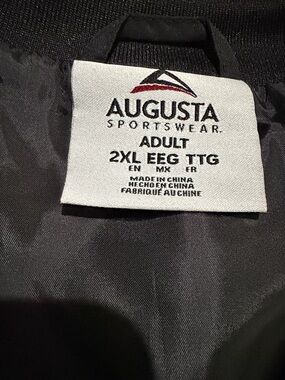 AUGUSTA
SPORTSWEAR
ADULT
2XL EEG TTG
EN MX FR
MADE IN CHINA
HECHO EN CHINA
FABRIQUÉ AU CHINE